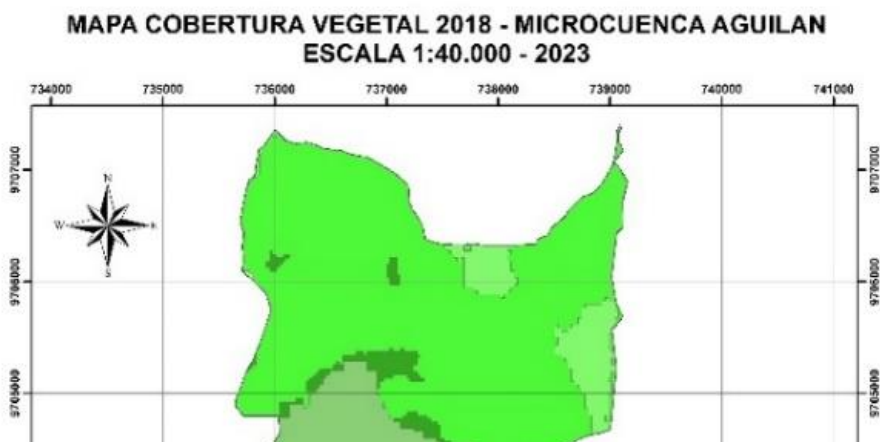 MAPA COBERTURA VEGETAL 2018 - MICROCUENCA AGUILAN
ESCALA 1:40.000 - 2023
734000 735000 736000 737000 738000 739000 740000 741000
9707000 9707000
N
W E
S
9706000 9706000
9705000 9705000